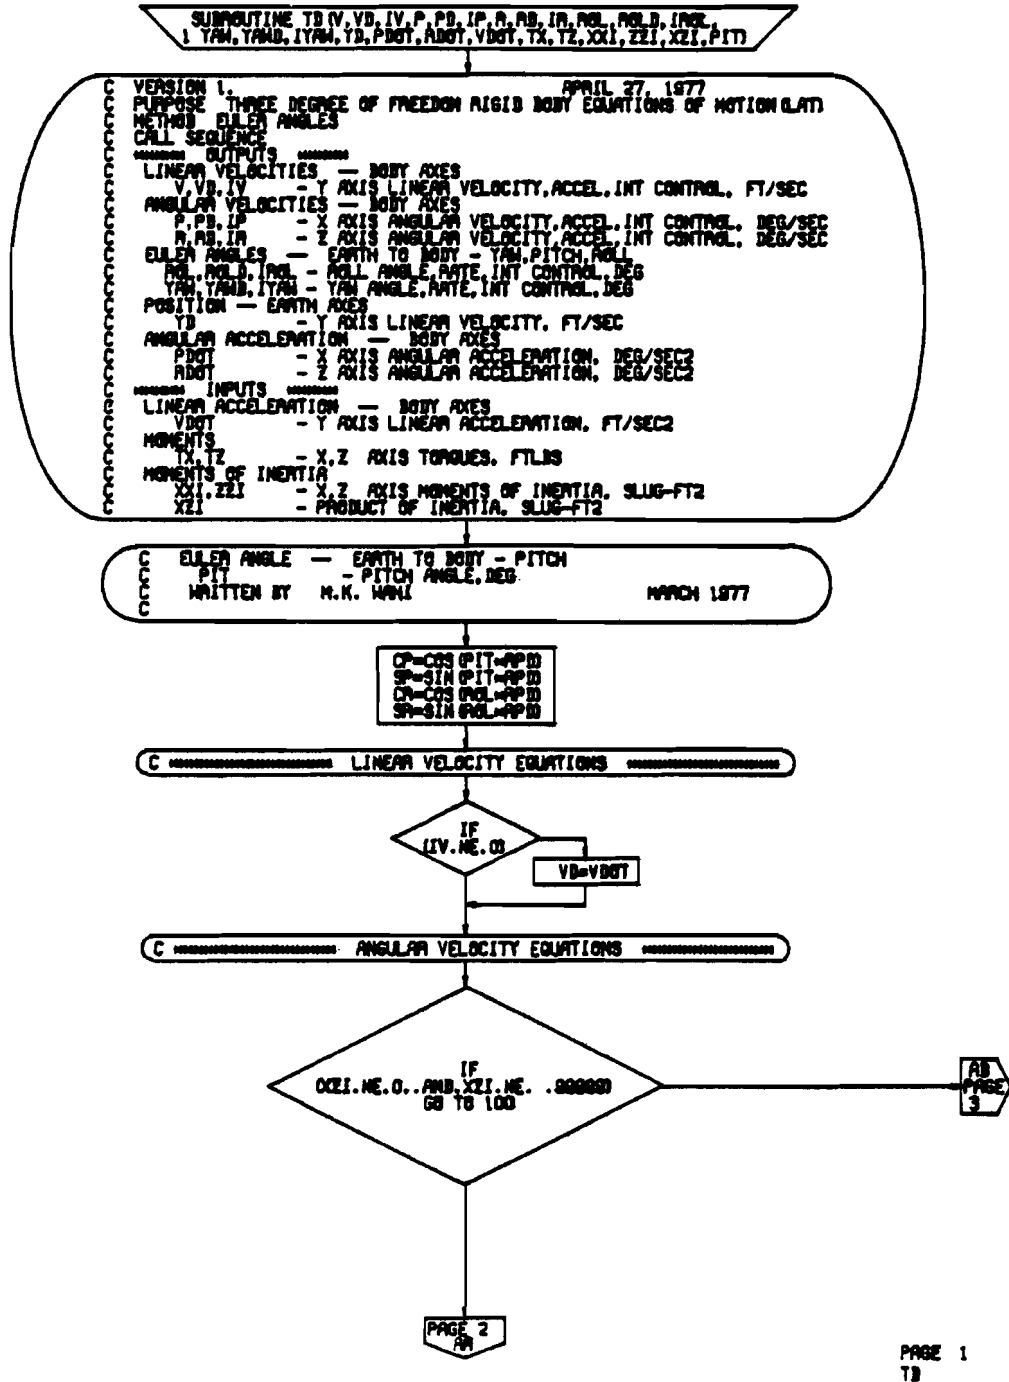 SUBROUTINE TD (V, VD, IV, P, PD, IP, R, RD, IR, ROL, ROLD, IROL,
1 YAW, YAWD, IYAW, YD, PDOT, RDOT, VDOT, TX, TZ, XXI, ZZI, XZI, PIT)
C VERSION 1. APRIL 27, 1977
C PURPOSE THREE DEGREE OF FREEDOM RIGID BODY EQUATIONS OF MOTION(LAT)
C METHOD EULER ANGLES
C CALL SEQUENCE
C ******* OUTPUTS *******
C LINEAR VELOCITIES -- BODY AXES
C V,VD,IV - Y AXIS LINEAR VELOCITY,ACCEL,INT CONTROL, FT/SEC
C ANGULAR VELOCITIES -- BODY AXES
C P,PD,IP - X AXIS ANGULAR VELOCITY,ACCEL,INT CONTROL, DEG/SEC
C R,RD,IR - Z AXIS ANGULAR VELOCITY,ACCEL,INT CONTROL, DEG/SEC
C EULER ANGLES -- EARTH TO BODY - YAW,PITCH,ROLL
C ROL,ROLD,IROL - ROLL ANGLE,RATE,INT CONTROL,DEG
C YAW,YAWD,IYAW - YAW ANGLE,RATE,INT CONTROL,DEG
C POSITION -- EARTH AXES
C YD - Y AXIS LINEAR VELOCITY, FT/SEC
C ANGULAR ACCELERATION -- BODY AXES
C PDOT - X AXIS ANGULAR ACCELERATION, DEG/SEC2
C RDOT - Z AXIS ANGULAR ACCELERATION, DEG/SEC2
C ******* INPUTS *******
C LINEAR ACCELERATION -- BODY AXES
C VDOT - Y AXIS LINEAR ACCELERATION, FT/SEC2
C MOMENTS
C TX,TZ - X,Z AXIS TORQUES, FTLBS
C MOMENTS OF INERTIA
C XXI,ZZI - X,Z AXIS MOMENTS OF INERTIA, SLUG-FT2
C XZI - PRODUCT OF INERTIA, SLUG-FT2
C EULER ANGLE -- EARTH TO BODY - PITCH
C PIT - PITCH ANGLE,DEG
C WRITTEN BY M.K. WAHI MARCH 1977
C
CP=COS(PIT*RPD)
SP=SIN(PIT*RPD)
CR=COS(ROL*RPD)
SR=SIN(ROL*RPD)
C ******************** LINEAR VELOCITY EQUATIONS ******************
IF
(IV.NE.0)
VD=VDOT
C ******************** ANGULAR VELOCITY EQUATIONS ******************
IF
(XZI.NE.0..AND.XZI.NE. .99999)
GO TO 100
AB
PAGE
3
PAGE 2
AA
PAGE 1
TD